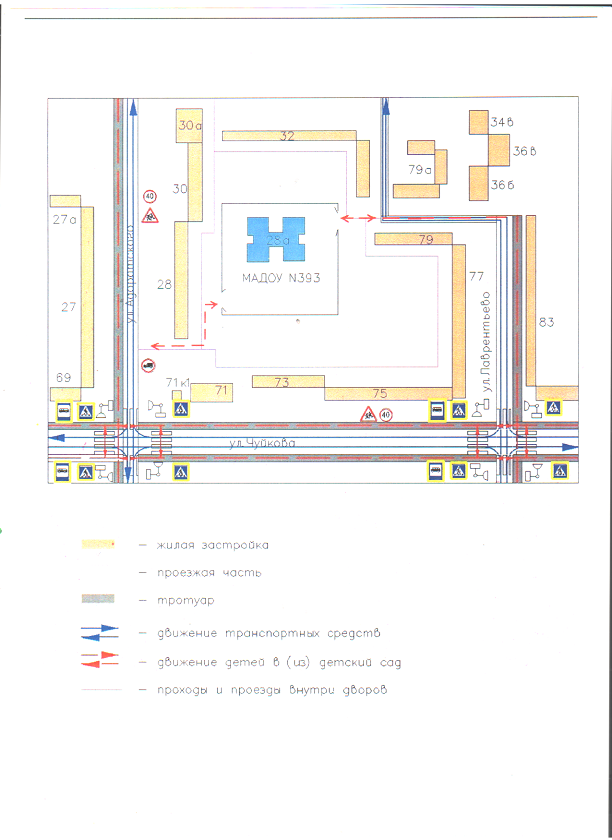 30а
32
34в
36в
79а
36б
30
40
27а
28а
79
МАДОУ N393
ул.Адоратского
28
77
27
ул.Лаврентьево
83
69
71к1
71
73
75
40
ул.Чуйкова
– жилая застройка
– проезжая часть
– тротуар
– движение транспортных средств
– движение детей в (из) детский сад
– проходы и проезды внутри дворов